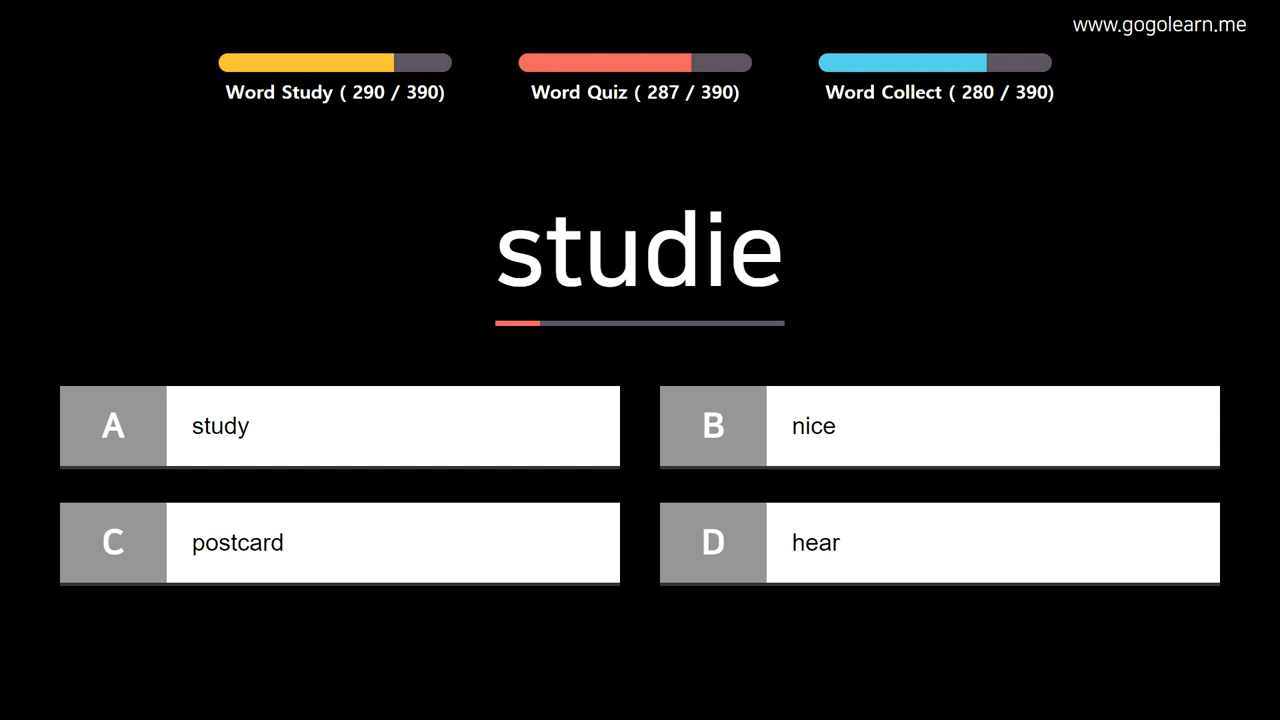 www.gogolearn.me
Word Study ( 290 / 390)
Word Quiz ( 287 / 390)
Word Collect ( 280 / 390)
studie
A study
B nice
C postcard
D hear